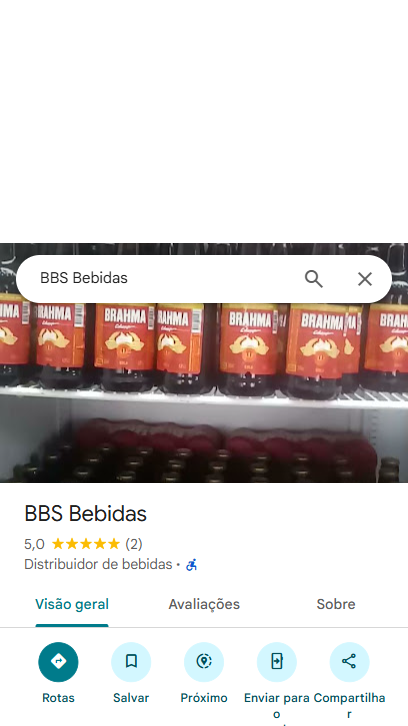 BBS Bebidas
BRAHMA
BRAHMA
BRAHMA
BRAHMA
BRAHMA
BRAH
BBS Bebidas
5,0 (2)
Distribuidor de bebidas ·
Visão geral
Avaliações
Sobre
Rotas
Salvar
Próximo
Enviar para o
Compartilhar